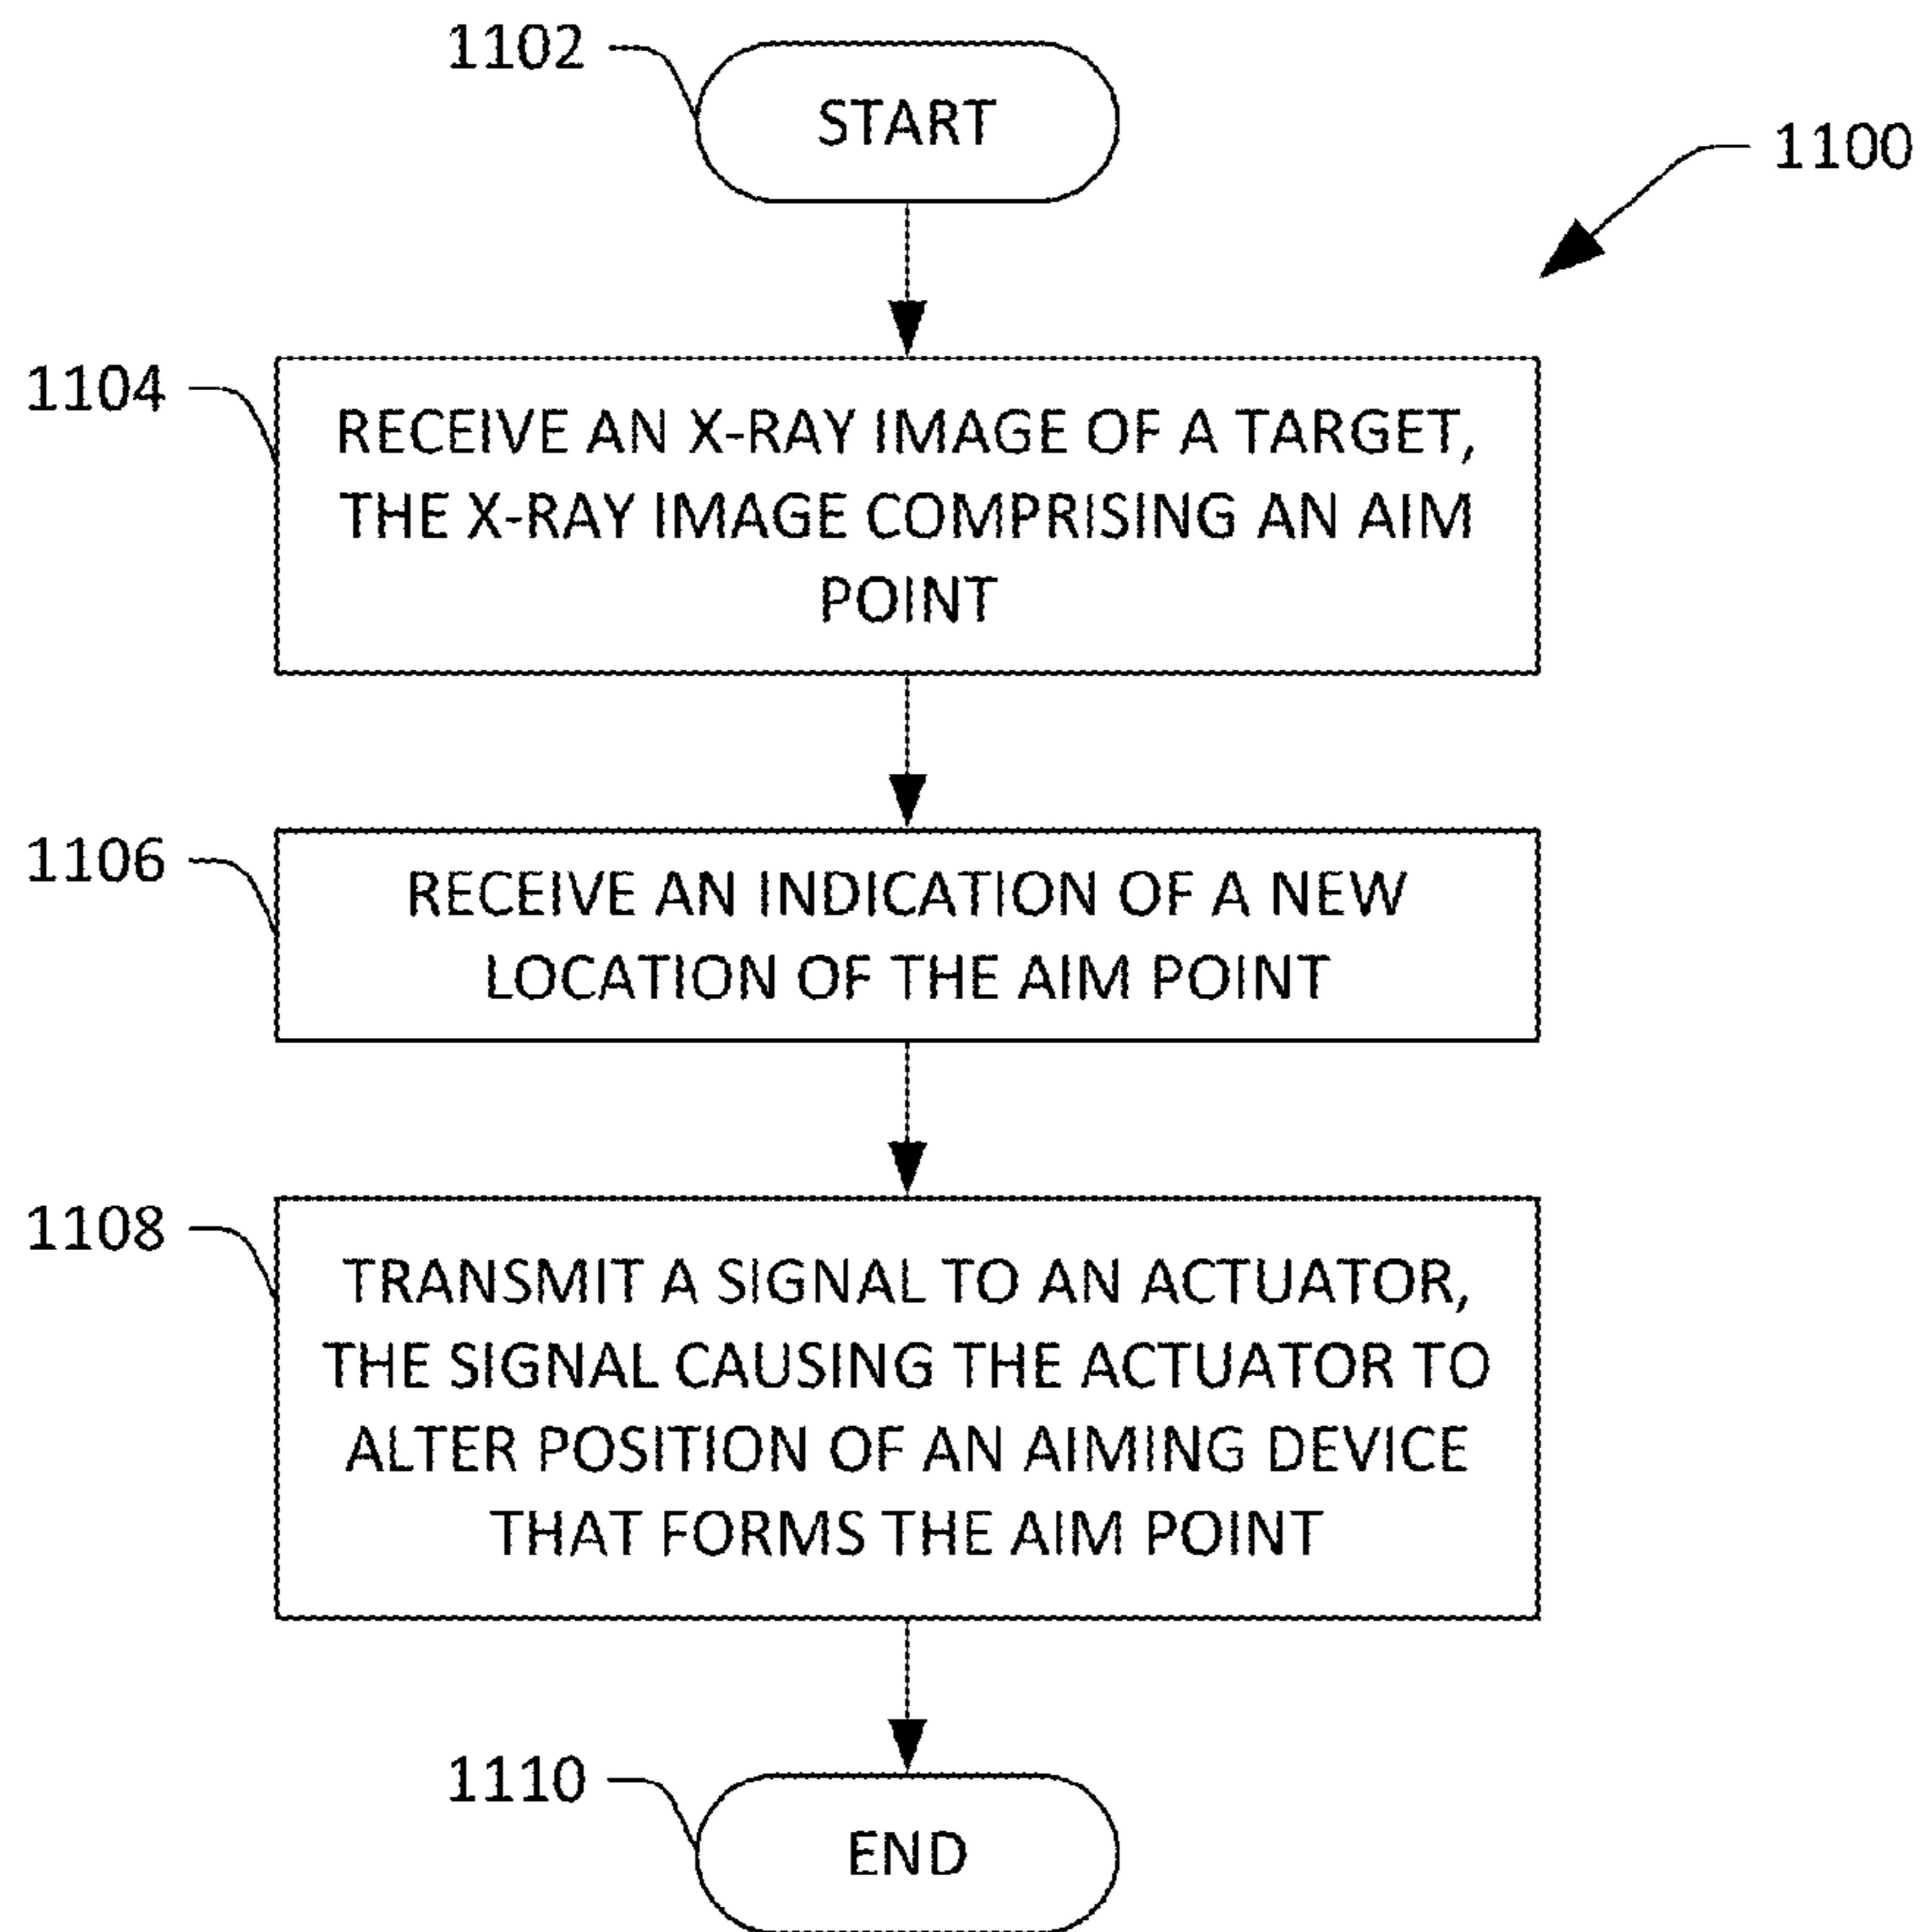 1102
START
1100
1104
RECEIVE AN X-RAY IMAGE OF A TARGET,
THE X-RAY IMAGE COMPRISING AN AIM
POINT
1106
RECEIVE AN INDICATION OF A NEW
LOCATION OF THE AIM POINT
1108
TRANSMIT A SIGNAL TO AN ACTUATOR,
THE SIGNAL CAUSING THE ACTUATOR TO
ALTER POSITION OF AN AIMING DEVICE
THAT FORMS THE AIM POINT
1110
END